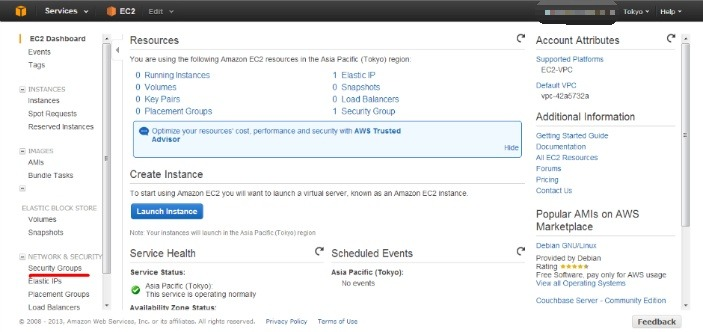 Services
EC2
Edit
Tokyo
Help
EC2 Dashboard
Events
Tags
INSTANCES
Instances
Spot Requests
Reserved Instances
IMAGES
AMIs
Bundle Tasks
ELASTIC BLOCK STORE
Volumes
Snapshots
NETWORK & SECURITY
Security Groups
Elastic IPs
Placement Groups
Load Balancers
Resources
You are using the following Amazon EC2 resources in the Asia Pacific (Tokyo) region:
0 Running Instances
1 Elastic IP
0 Volumes
0 Snapshots
0 Key Pairs
0 Load Balancers
0 Placement Groups
1 Security Group
Optimize your resources' cost, performance and security with AWS Trusted
Advisor
Hide
Create Instance
To start using Amazon EC2 you will want to launch a virtual server, known as an Amazon EC2 instance.
Launch Instance
Note: Your instances will launch in the Asia Pacific (Tokyo) region
Service Health
Service Status:
Asia Pacific (Tokyo):
This service is operating normally
Availability Zone Status:
Scheduled Events
Asia Pacific (Tokyo):
No events
Account Attributes
Supported Platforms
EC2-VPC
Default VPC
vpc-42a5732a
Additional Information
Getting Started Guide
Documentation
All EC2 Resources
Forums
Pricing
Contact Us
Popular AMIs on AWS
Marketplace
Debian GNU/Linux
Provided by Debian
Rating
Free Software, pay only for AWS usage
View all Operating Systems
Couchbase Server - Community
© 2008 - 2013, Amazon Web Services, Inc. or its affiliates. All rights reserved.
Privacy Policy
Terms of Use
Feedback